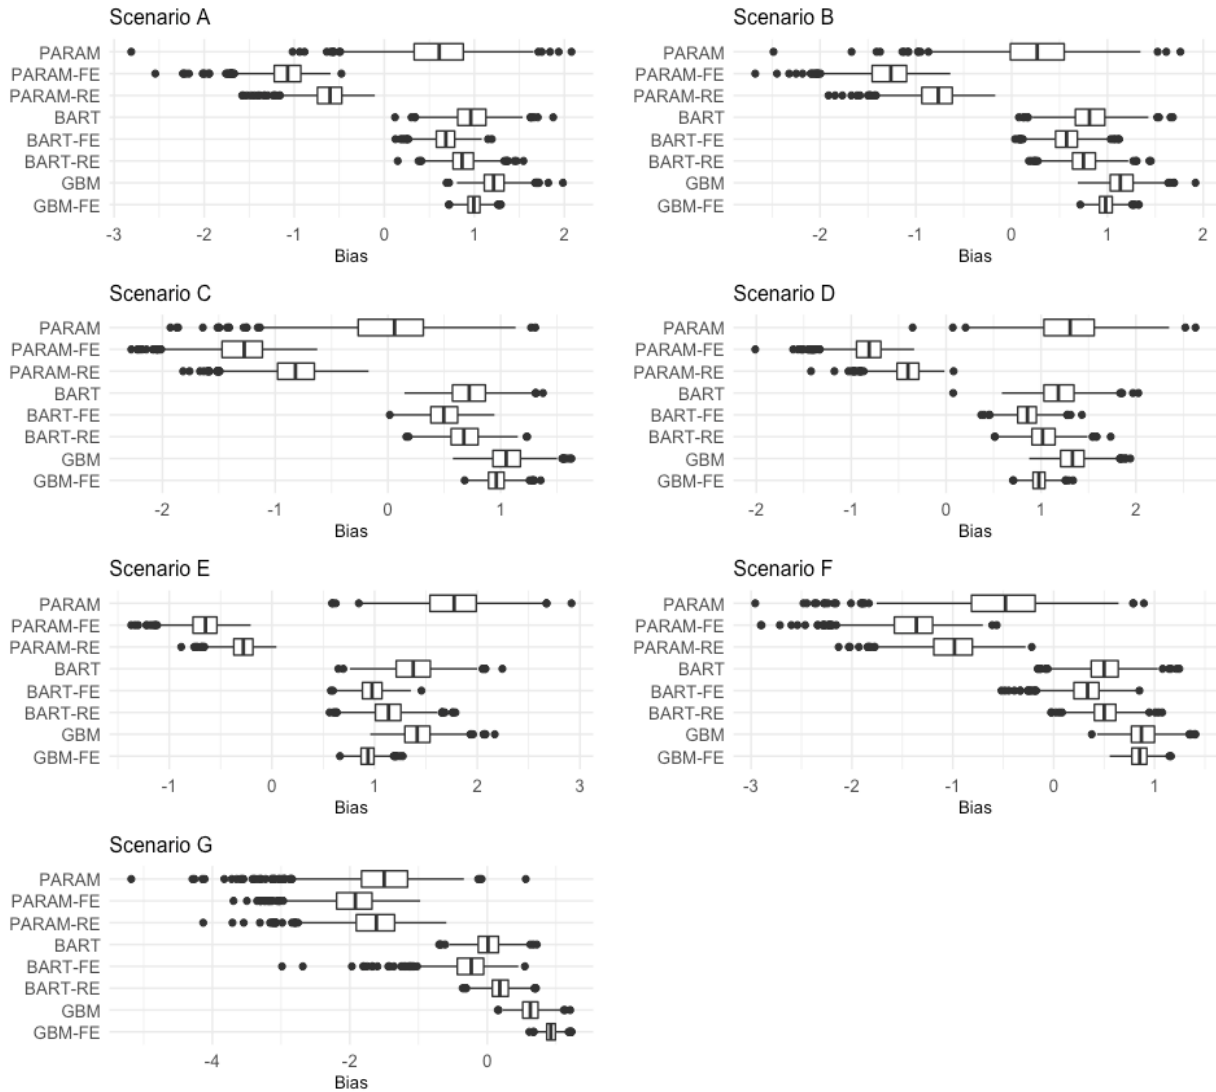 Scenario A
PARAM
PARAM-FE
PARAM-RE
BART
BART-FE
BART-RE
GBM
GBM-FE
-3 -2 -1 0 1 2
Bias
Scenario B
PARAM
PARAM-FE
PARAM-RE
BART
BART-FE
BART-RE
GBM
GBM-FE
-2 -1 0 1 2
Bias
Scenario C
PARAM
PARAM-FE
PARAM-RE
BART
BART-FE
BART-RE
GBM
GBM-FE
-2 -1 0 1
Bias
Scenario D
PARAM
PARAM-FE
PARAM-RE
BART
BART-FE
BART-RE
GBM
GBM-FE
-2 -1 0 1 2
Bias
Scenario E
PARAM
PARAM-FE
PARAM-RE
BART
BART-FE
BART-RE
GBM
GBM-FE
-1 0 1 2 3
Bias
Scenario F
PARAM
PARAM-FE
PARAM-RE
BART
BART-FE
BART-RE
GBM
GBM-FE
-3 -2 -1 0 1
Bias
Scenario G
PARAM
PARAM-FE
PARAM-RE
BART
BART-FE
BART-RE
GBM
GBM-FE
-4 -2 0
Bias